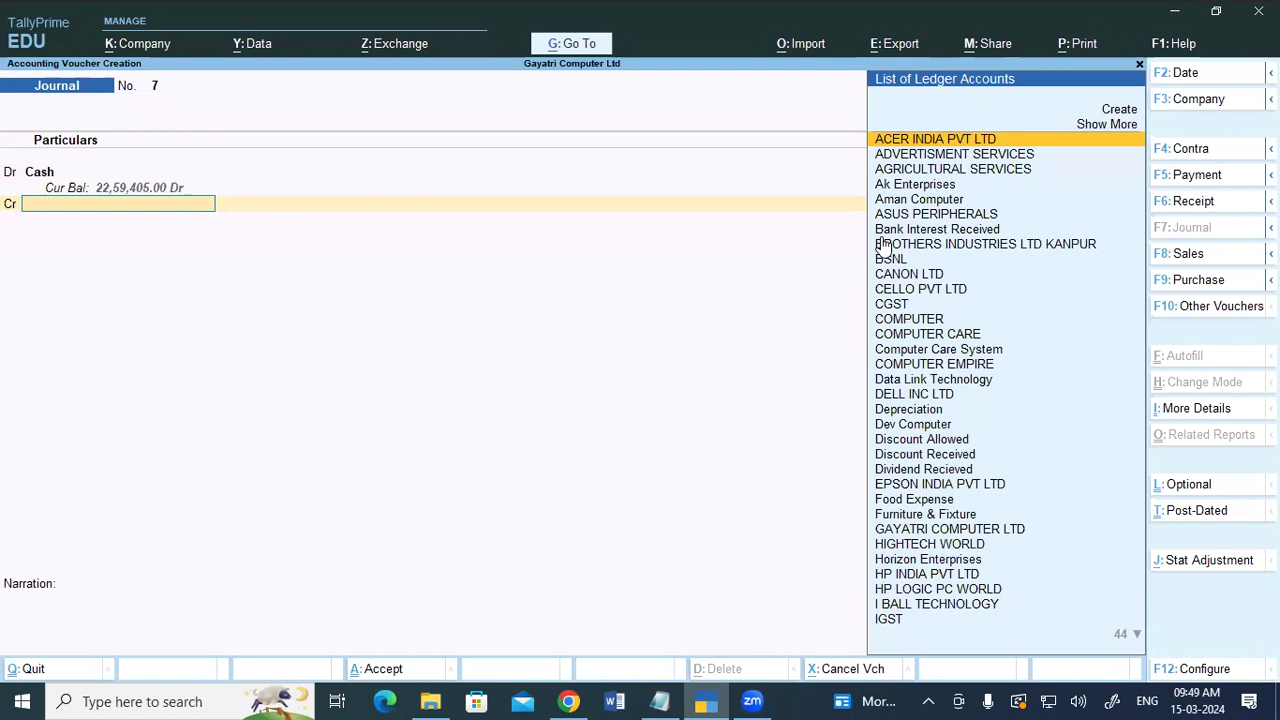 TallyPrime
EDU
MANAGE
K: Company
Y: Data
Z: Exchange
G: Go To
O: Import
E: Export
M: Share
P: Print
F1: Help
Accounting Voucher Creation
Gayatri Computer Ltd
Journal No. 7
Particulars
Dr Cash
Cur Bal: 22,59,405.00 Dr
Cr
Narration:
List of Ledger Accounts
Create
Show More
ACER INDIA PVT LTD
ADVERTISMENT SERVICES
AGRICULTURAL SERVICES
Ak Enterprises
Aman Computer
ASUS PERIPHERALS
Bank Interest Received
BROTHERS INDUSTRIES LTD KANPUR
BSNL
CANON LTD
CELLO PVT LTD
CGST
COMPUTER
COMPUTER CARE
Computer Care System
COMPUTER EMPIRE
Data Link Technology
DELL INC LTD
Depreciation
Dev Computer
Discount Allowed
Discount Received
Dividend Recieved
EPSON INDIA PVT LTD
Food Expense
Furniture & Fixture
GAYATRI COMPUTER LTD
HIGHTECH WORLD
Horizon Enterprises
HP INDIA PVT LTD
HP LOGIC PC WORLD
I BALL TECHNOLOGY
IGST
44
F2: Date
F3: Company
F4: Contra
F5: Payment
F6: Receipt
F7: Journal
F8: Sales
F9: Purchase
F10: Other Vouchers
F: Autofill
H: Change Mode
I: More Details
O: Related Reports
L: Optional
T: Post-Dated
J: Stat Adjustment
Q: Quit
A: Accept
D: Delete
X: Cancel Vch
F12: Configure
Type here to search
Mor...
ENG
09:49 AM
15-03-2024